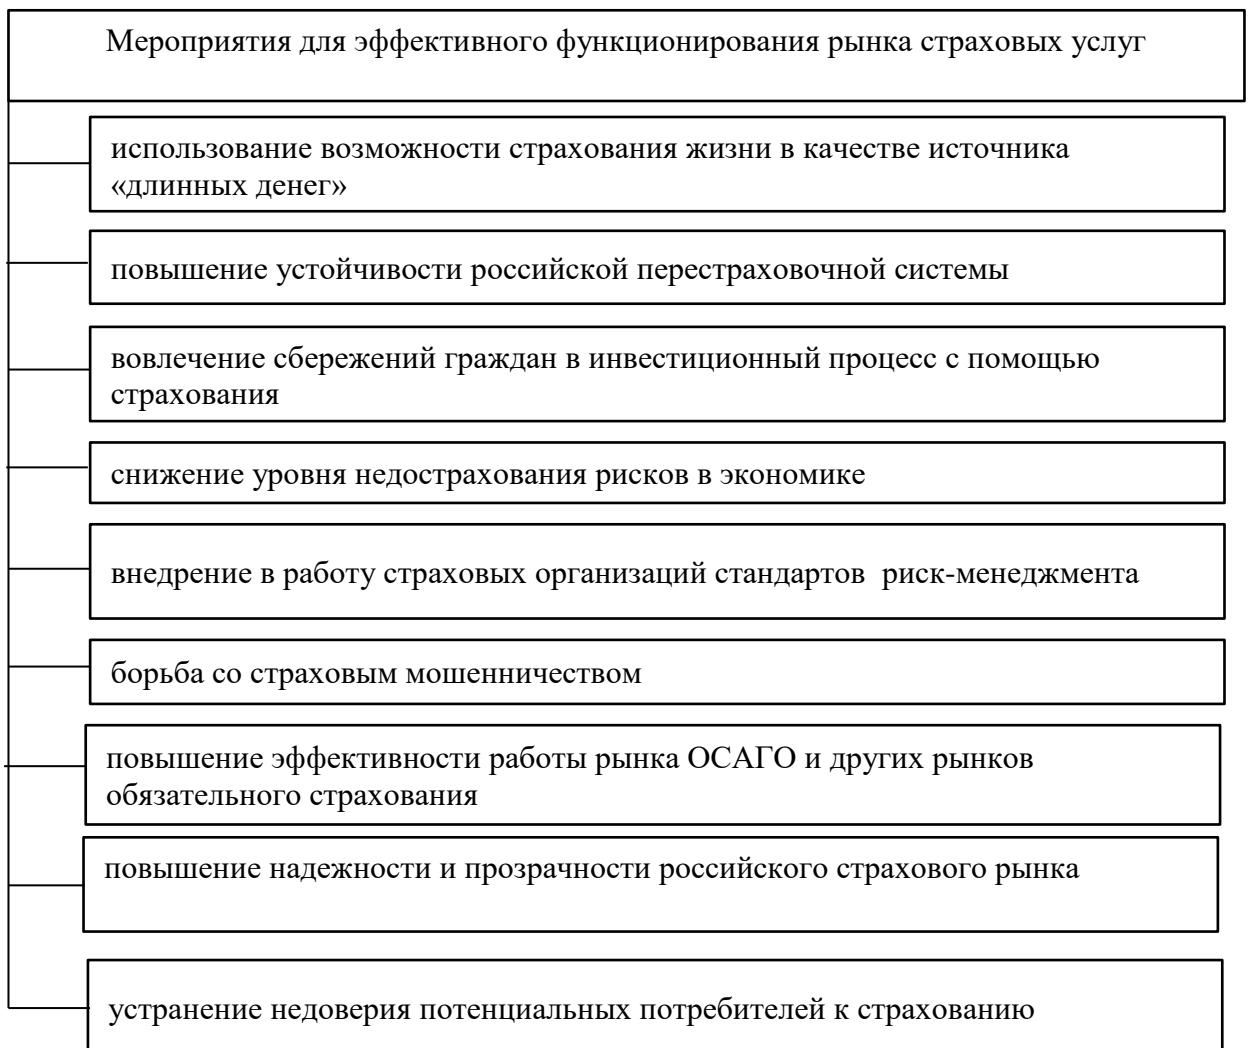 Мероприятия для эффективного функционирования рынка страховых услуг
использование возможности страхования жизни в качестве источника
«длинных денег»
повышение устойчивости российской перестраховочной системы
вовлечение сбережений граждан в инвестиционный процесс с помощью
страхования
снижение уровня недострахования рисков в экономике
внедрение в работу страховых организаций стандартов  риск-менеджмента
борьба со страховым мошенничеством
повышение эффективности работы рынка ОСАГО и других рынков
обязательного страхования
повышение надежности и прозрачности российского страхового рынка
устранение недоверия потенциальных потребителей к страхованию